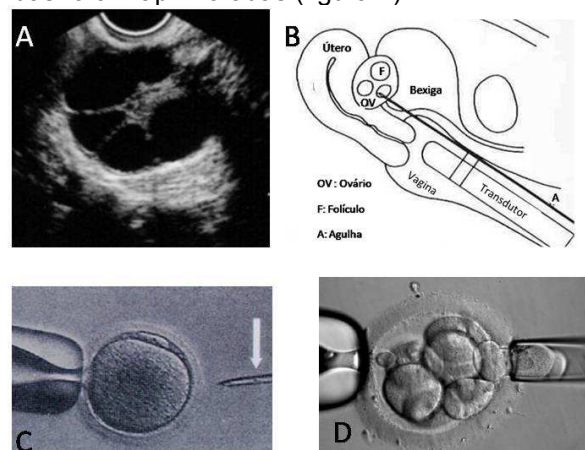 A
B
Útero
F
OV
Bexiga
Vagina
Transdutor
A
OV: Ovário
F: Folículo
A: Agulha
C
D